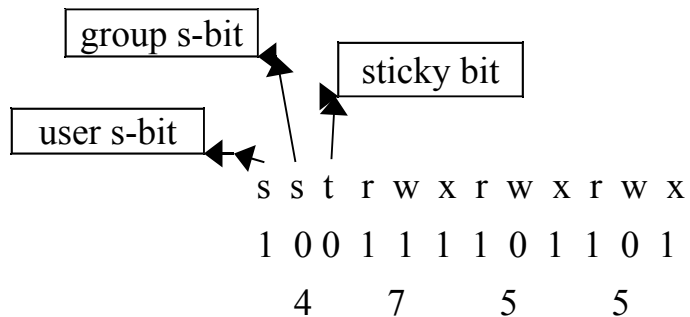 group s-bit
sticky bit
user s-bit
s s t r w x r w x r w x
1 0 0 1 1 1 1 0 1 1 0 1
4 7 5 5